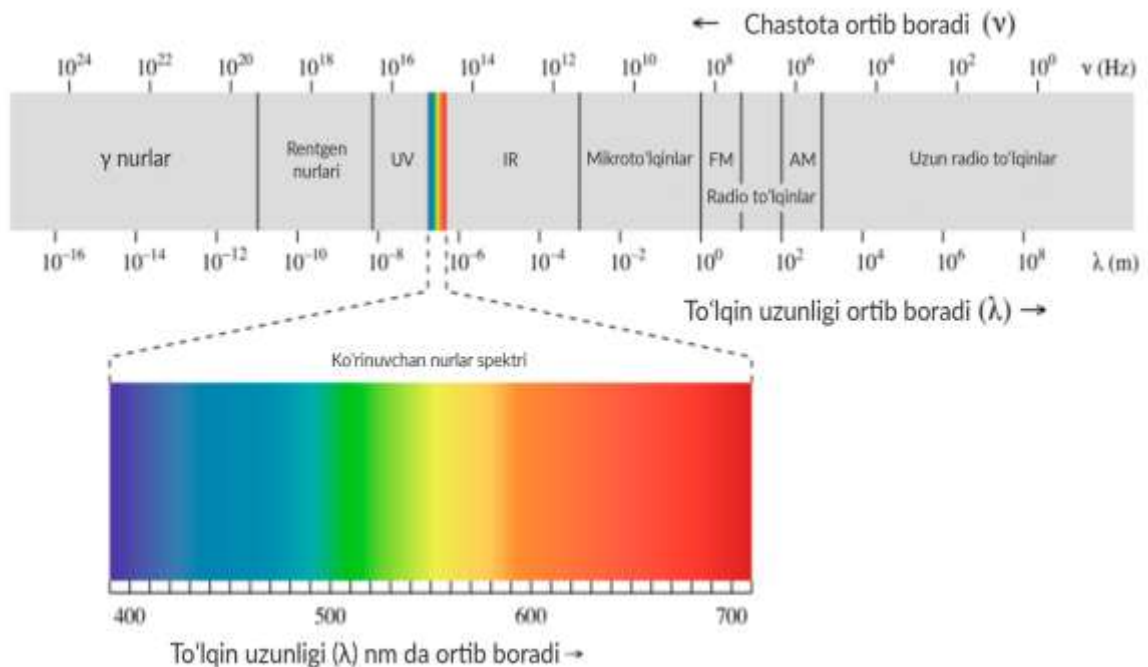 ← Chastota ortib boradi (ν)
10²⁴ 10²² 10²⁰ 10¹⁸ 10¹⁶ 10¹⁴ 10¹² 10¹⁰ 10⁸ 10⁶ 10⁴ 10² 10⁰ ν (Hz)
γ nurlar
Rentgen
nurlari
UV
IR
Mikroto'lqinlar
FM
AM
Radio to'lqinlar
Uzun radio to'lqinlar
10⁻¹⁶ 10⁻¹⁴ 10⁻¹² 10⁻¹⁰ 10⁻⁸ 10⁻⁶ 10⁻⁴ 10⁻² 10⁰ 10² 10⁴ 10⁶ 10⁸ λ (m)
To'lqin uzunligi ortib boradi (λ) →
Ko'rinuvchan nurlar spektri
400 500 600 700
To'lqin uzunligi (λ) nm da ortib boradi →